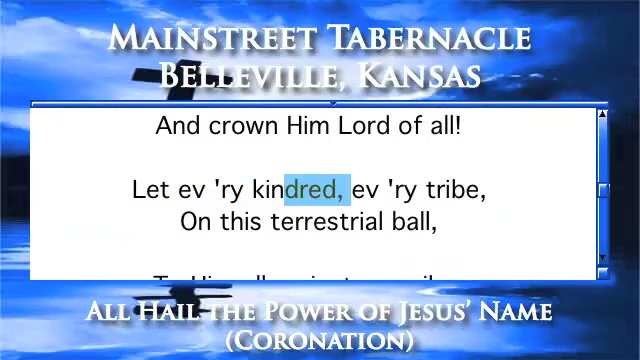 MAINSTREET TABERNACLE
BELLEVILLE, KANSAS
And crown Him Lord of all!
Let ev 'ry kindred, ev 'ry tribe,
On this terrestrial ball,
ALL HAIL THE POWER OF JESUS' NAME
(CORONATION)